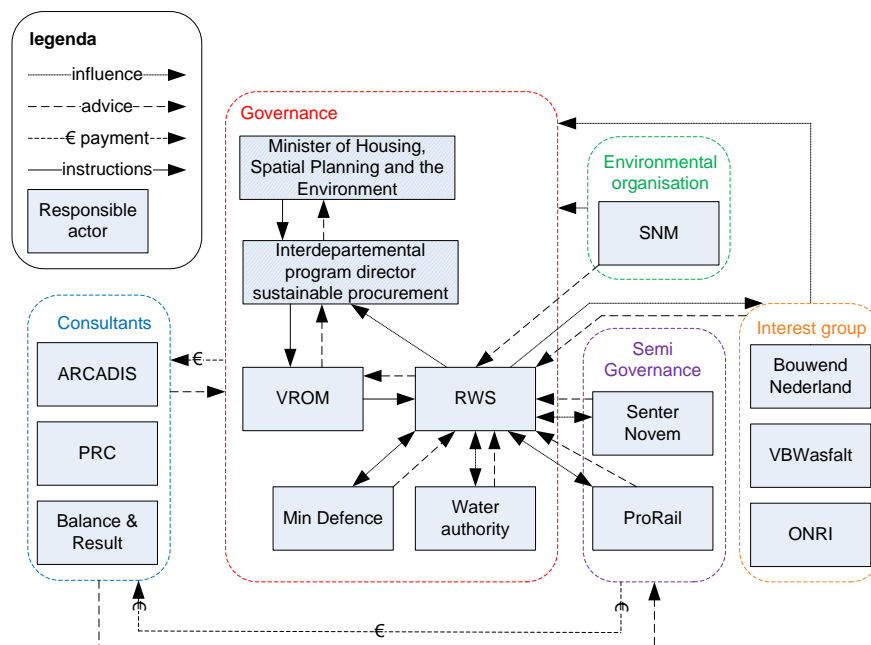 legenda
influence
advice
€ payment
instructions
Responsible
actor
Governance
Minister of Housing,
Spatial Planning and the
Environment
Interdepartemental
program director
sustainable procurement
VROM
RWS
Min Defence
Water
authority
Environmental
organisation
SNM
Consultants
ARCADIS
PRC
Balance &
Result
€
Semi
Governance
Senter
Novem
ProRail
Interest group
Bouwend
Nederland
VBWasfalt
ONRI
€
€
€